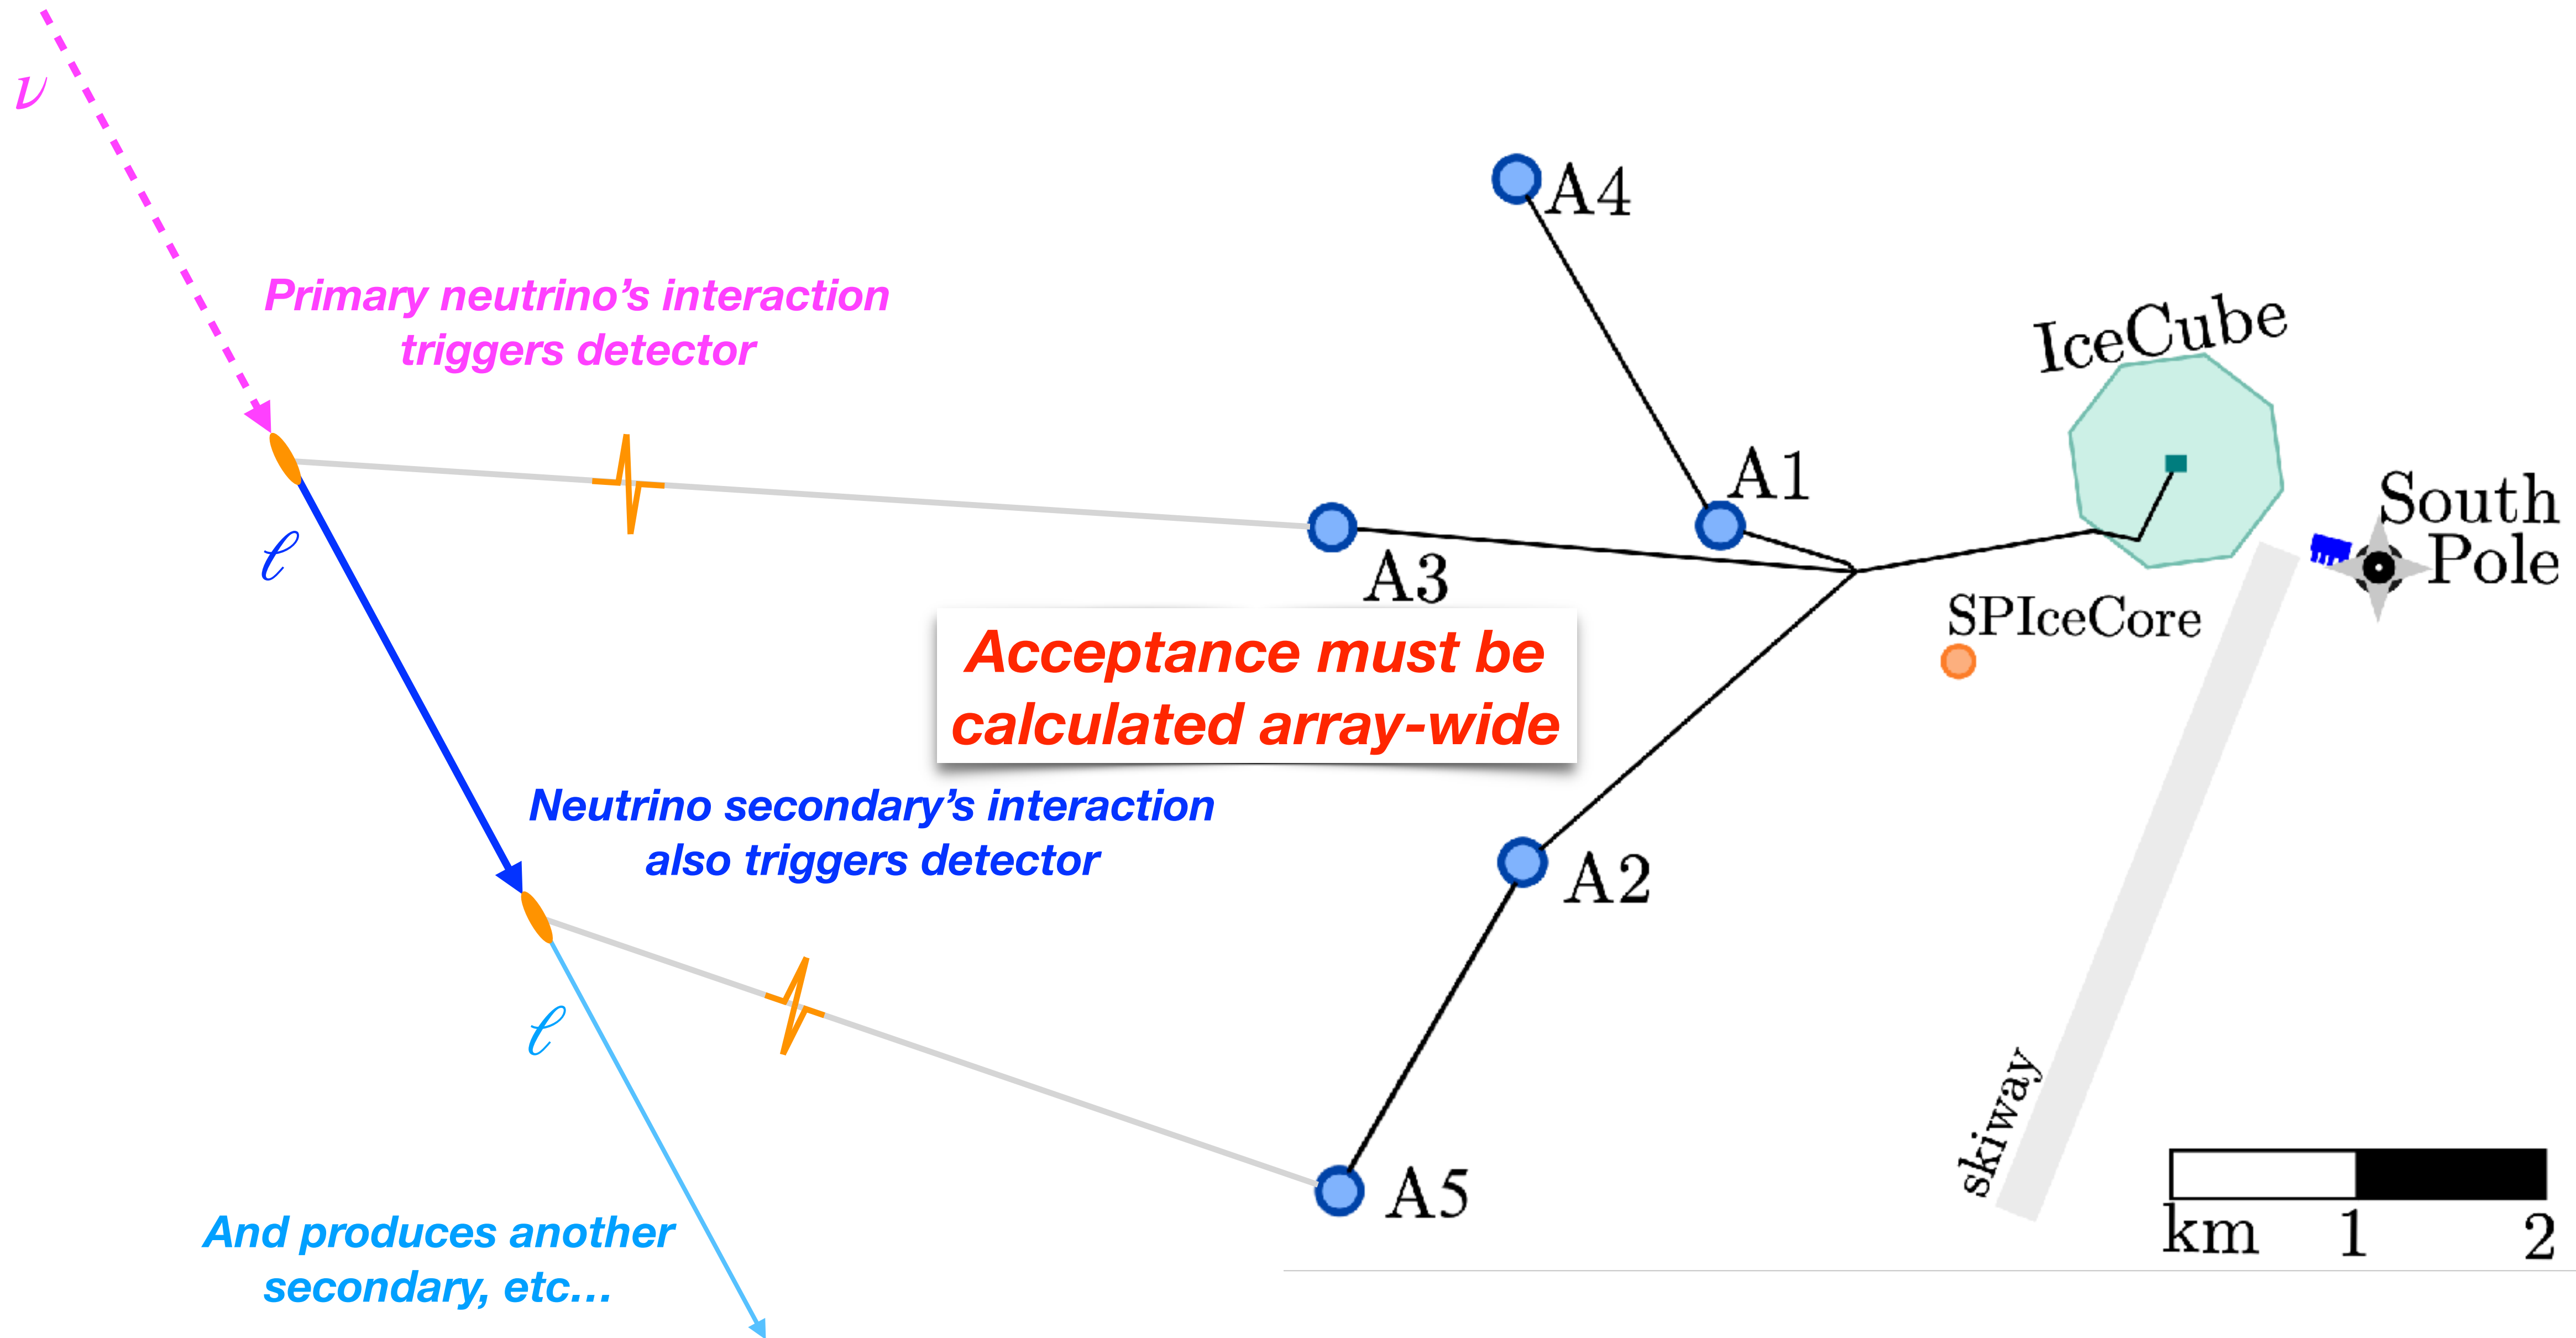 ν
Primary neutrino’s interaction
triggers detector
ℓ
A4
A1
A3
IceCube
South
Pole
SPIceCore
Acceptance must be
calculated array-wide
Neutrino secondary’s interaction
also triggers detector
A2
ℓ
A5
skiway
And produces another
secondary, etc…
km 1 2